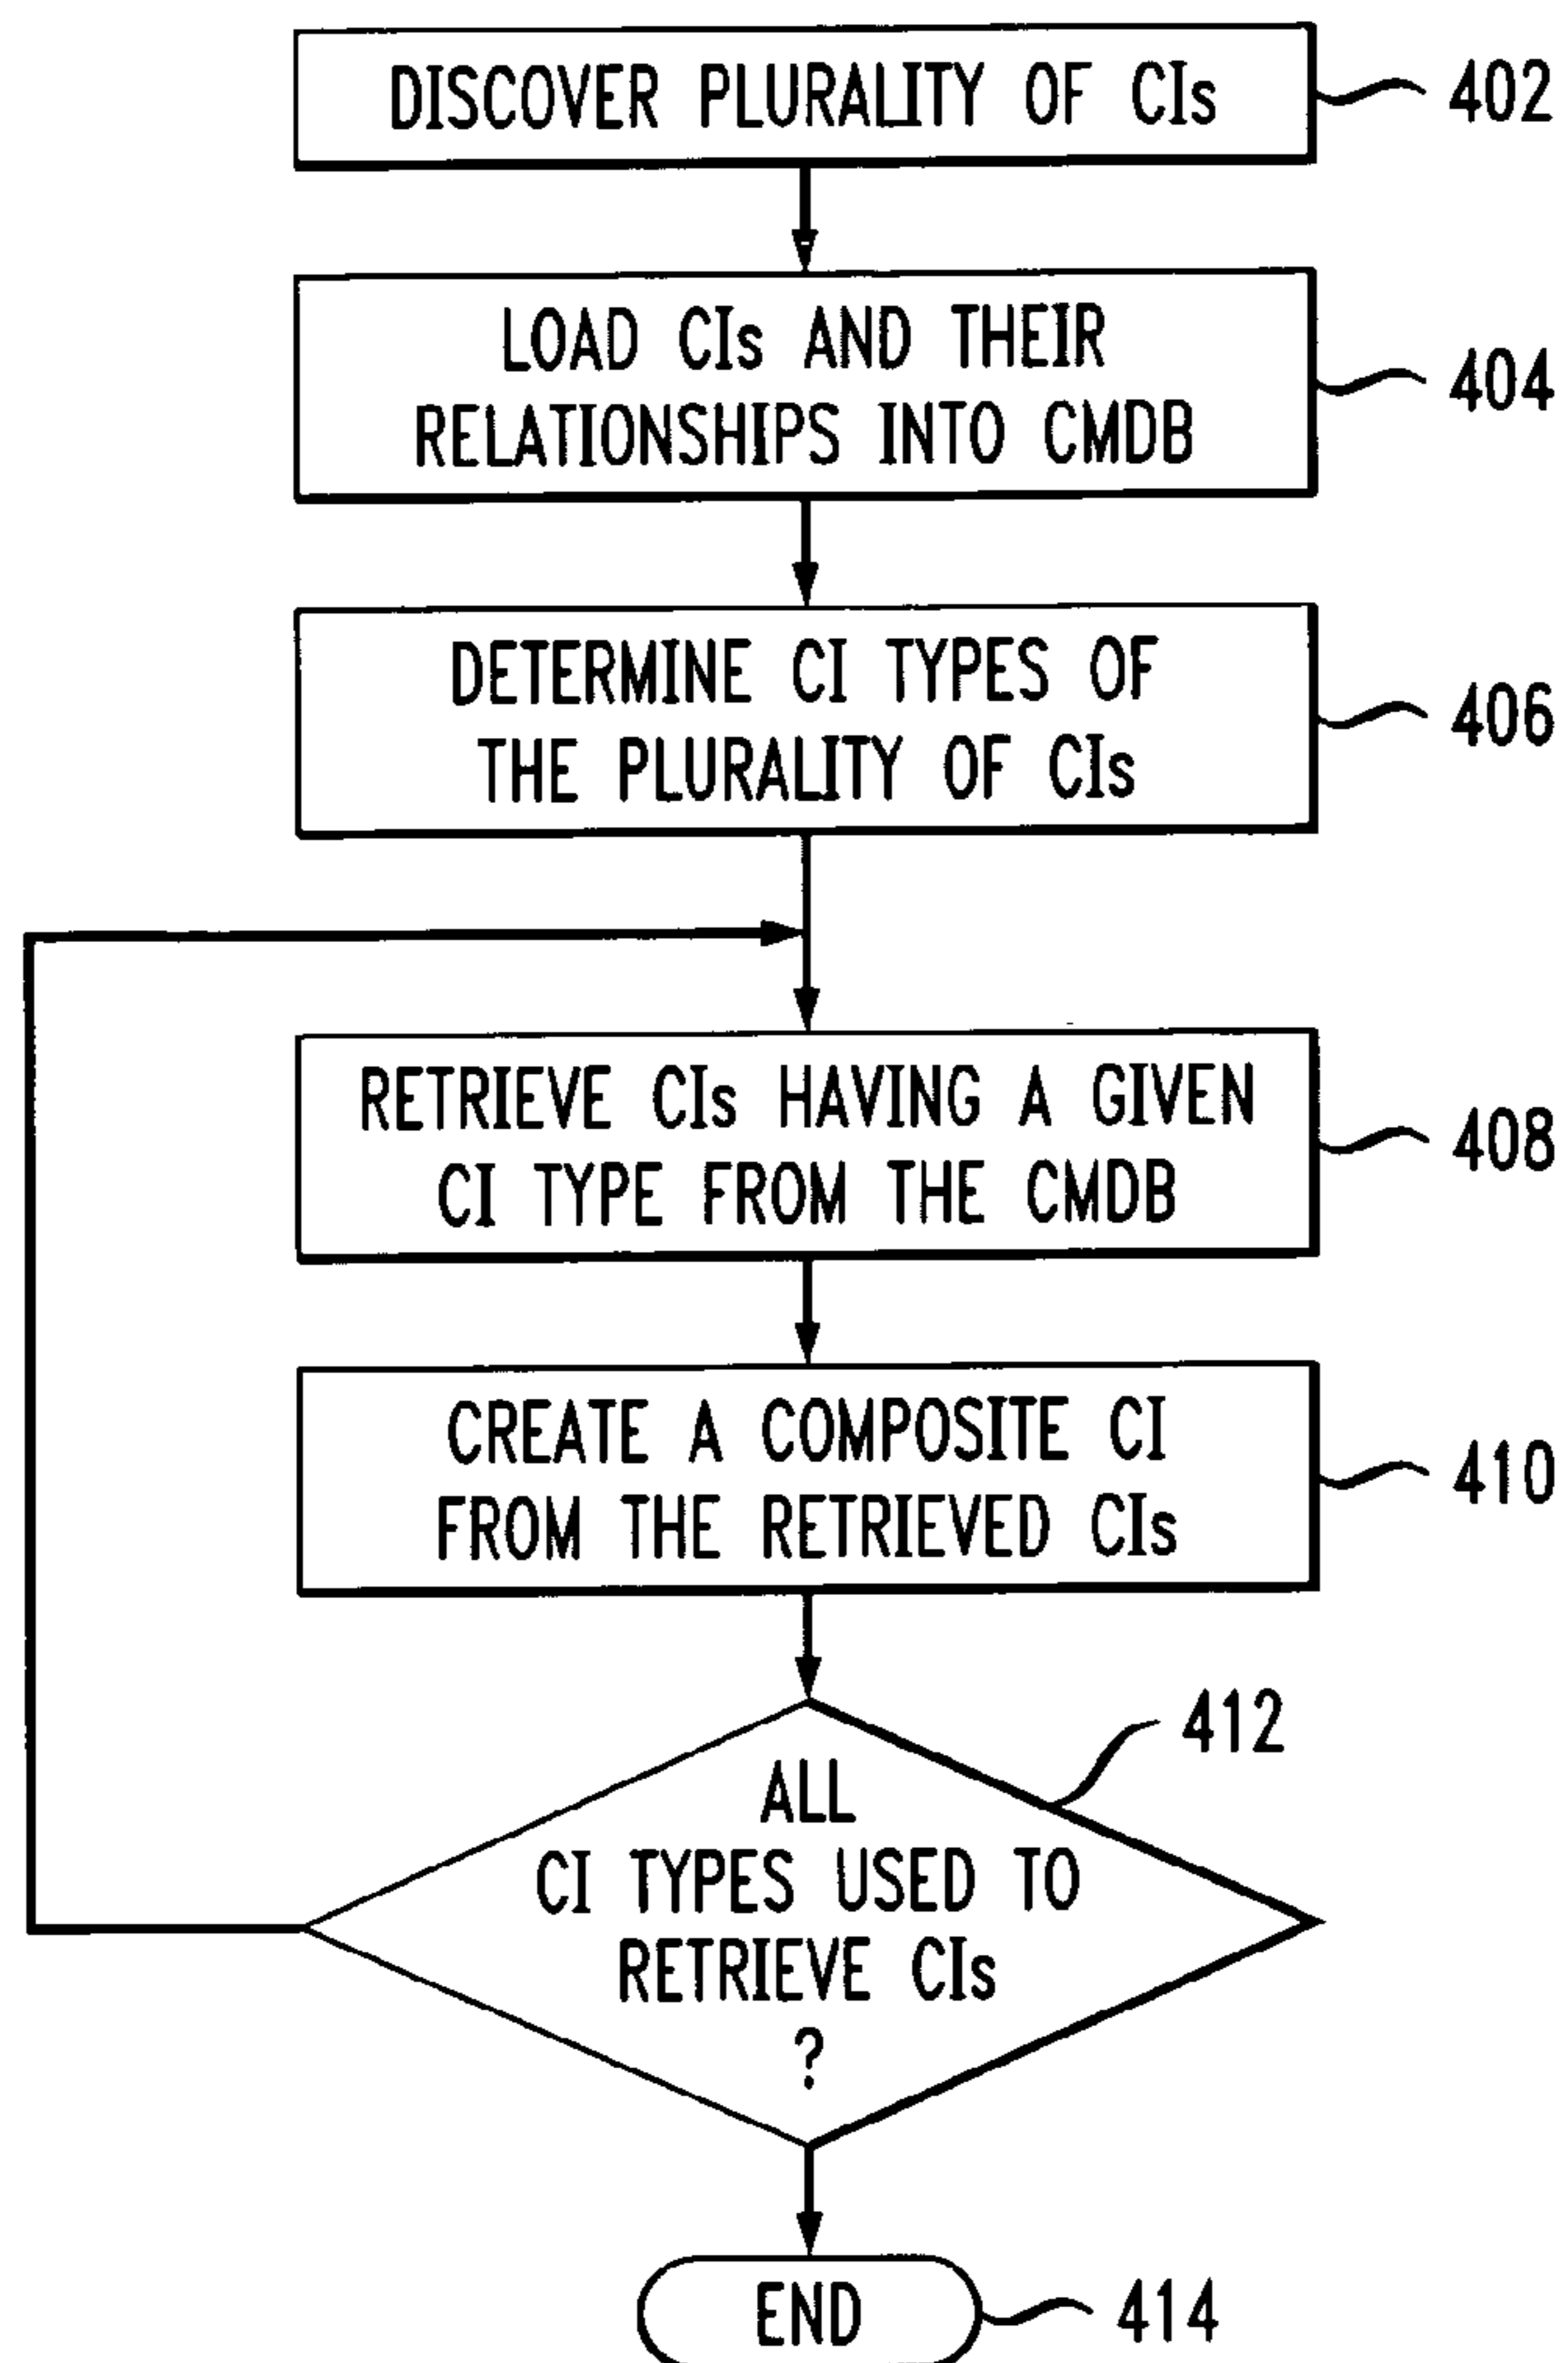 DISCOVER PLURALITY OF CIs
402
LOAD CIs AND THEIR
RELATIONSHIPS INTO CMDB
404
DETERMINE CI TYPES OF
THE PLURALITY OF CIs
406
RETRIEVE CIs HAVING A GIVEN
CI TYPE FROM THE CMDB
408
CREATE A COMPOSITE CI
FROM THE RETRIEVED CIs
410
412
ALL
CI TYPES USED TO
RETRIEVE CIs
?
END
414